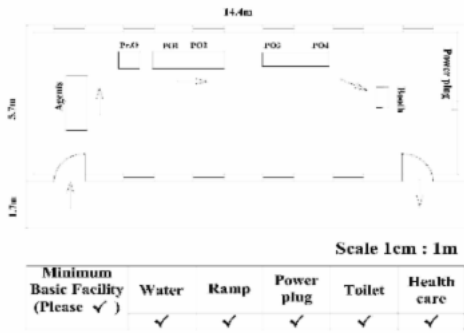 14.4m
Pr.O PO1 PO2 PO3 PO4
Agents
Booth
Power plug
5.7m
1.7m
Scale 1cm : 1m
Minimum Basic Facility (Please ✓ ) Water Ramp Power plug Toilet Health care
✓ ✓ ✓ ✓ ✓